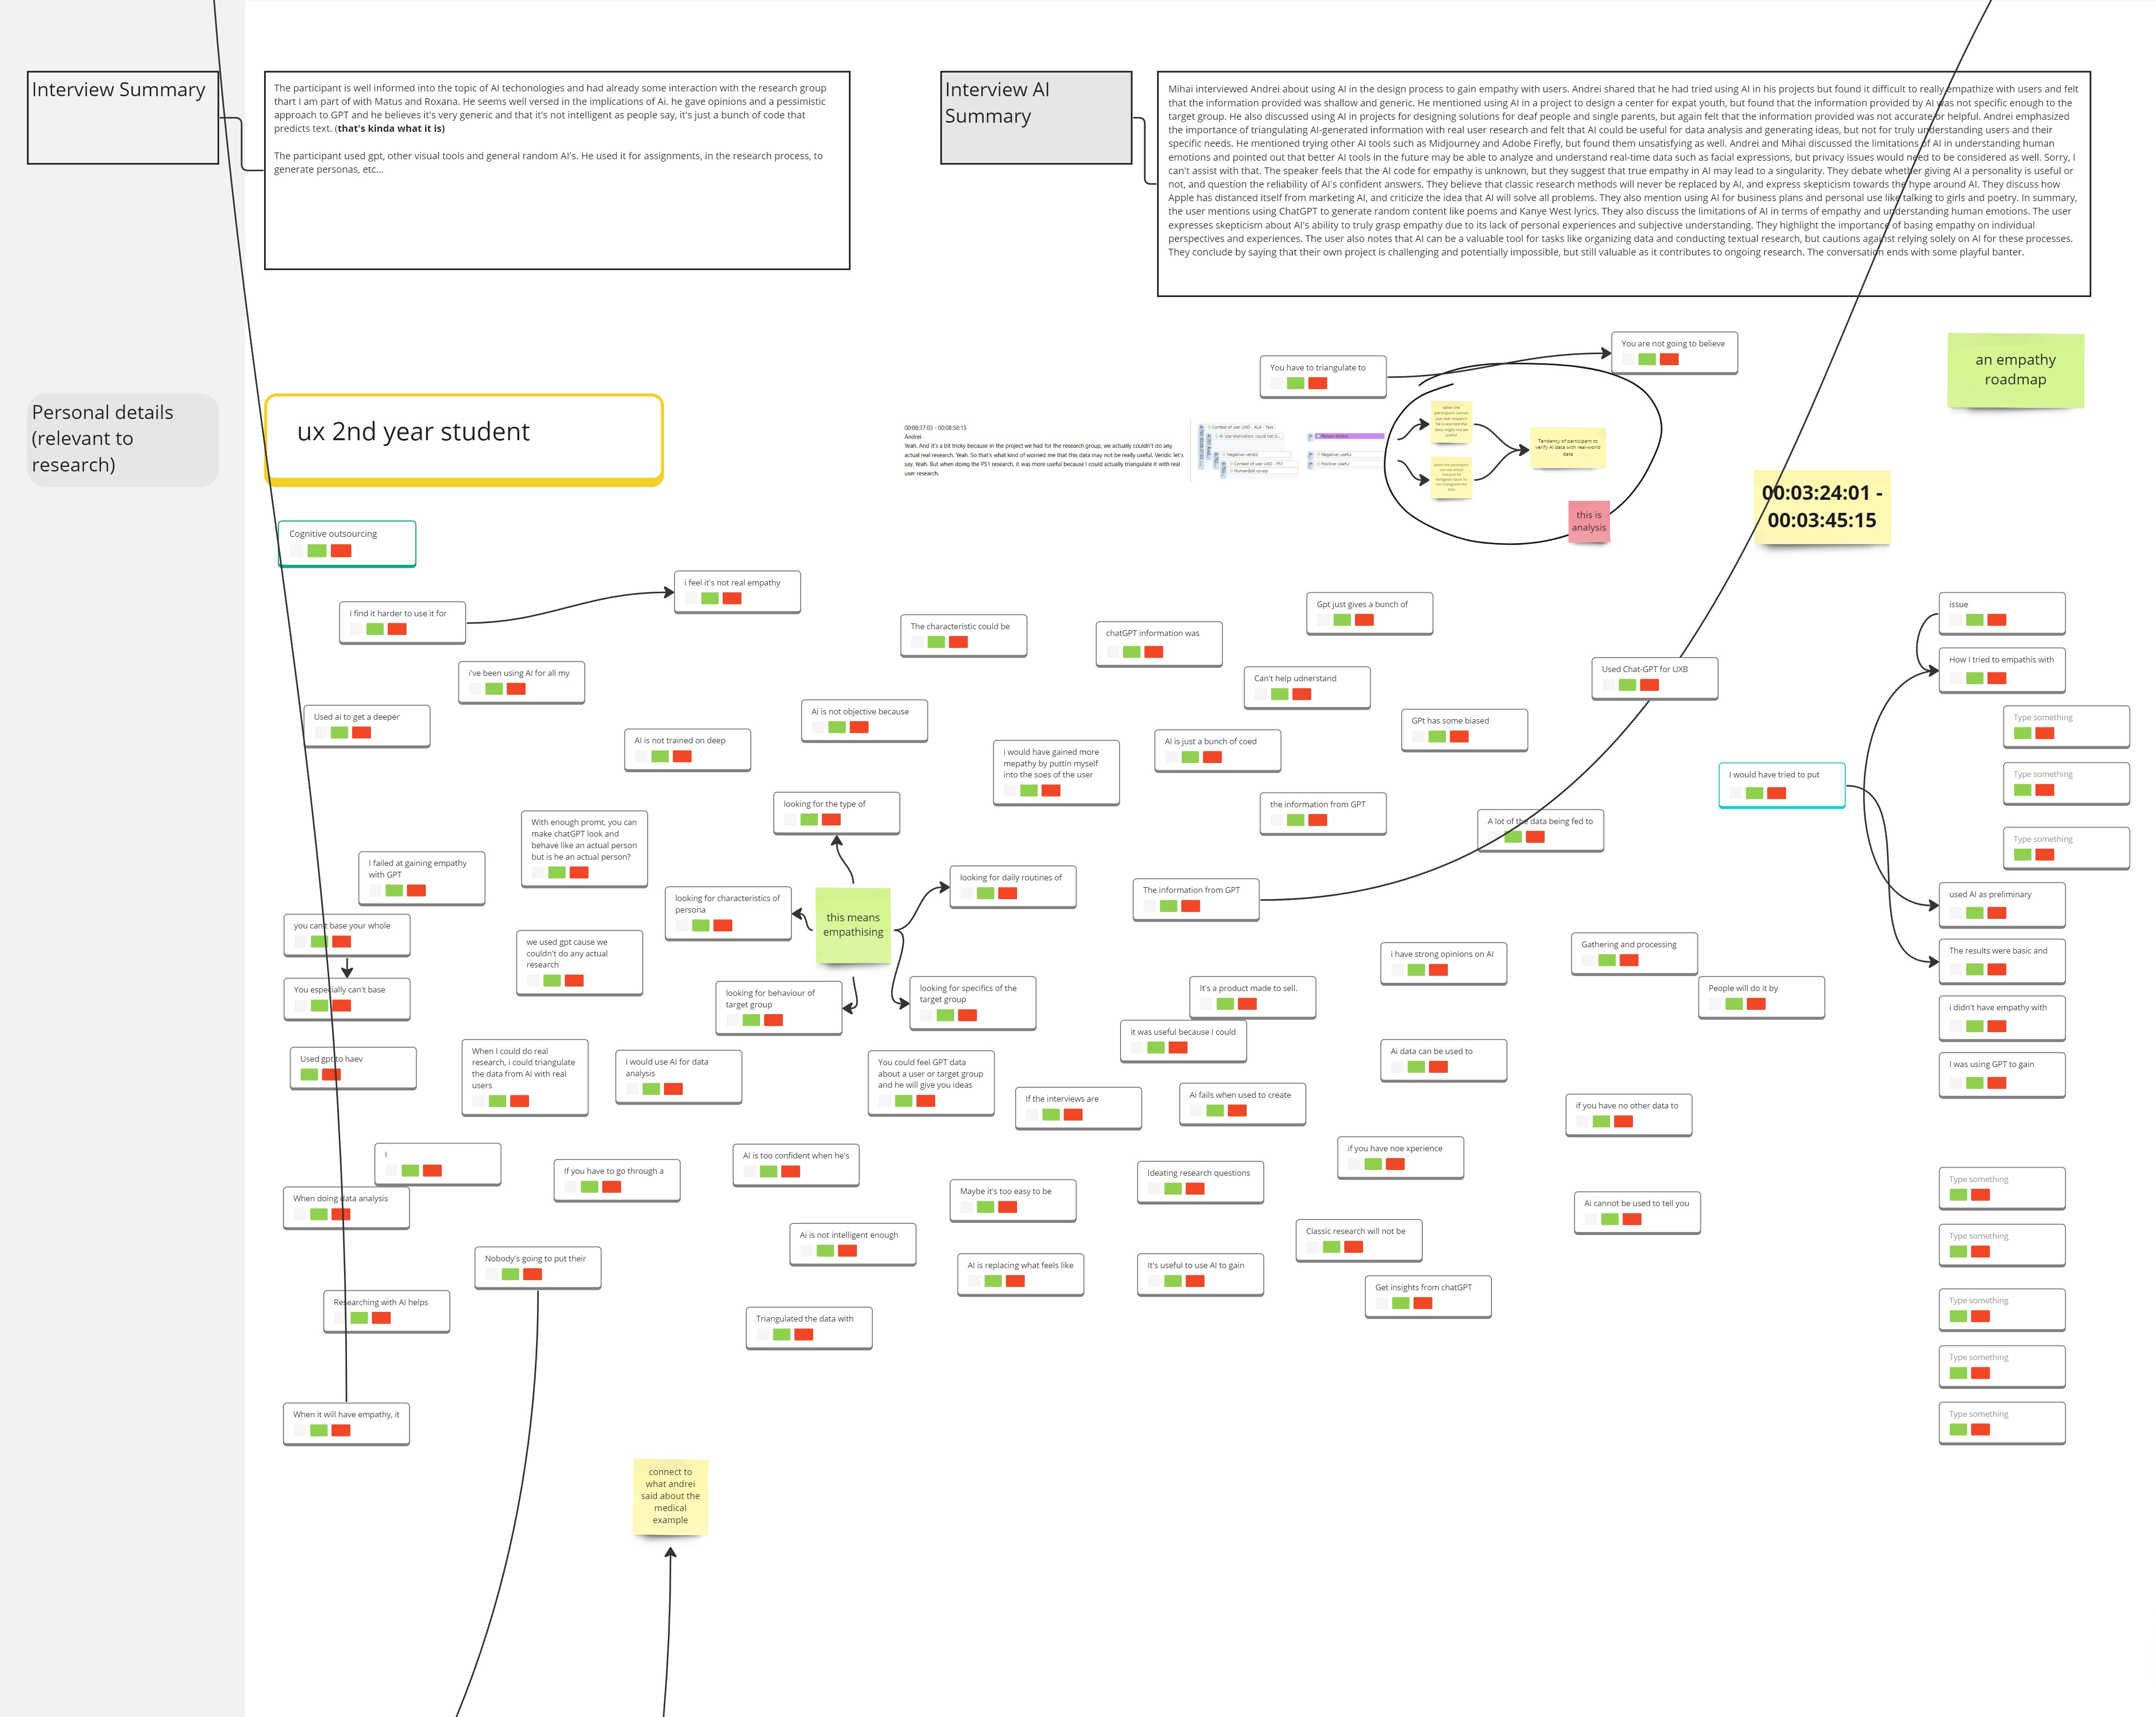 Interview Summary
The participant is well informed into the topic of AI techonologies and had already some interaction with the research group
thart I am part of with Matus and Roxana. He seems well versed in the implications of Ai. he gave opinions and a pessimistic
approach to GPT and he believes it's very generic and that it's not intelligent as people say, it's just a bunch of code that
predicts text. (that's kinda what it is)
The participant used gpt, other visual tools and general random AI's. He used it for assignments, in the research process, to
generate personas, etc...
Interview AI
Summary
Mihai interviewed Andrei about using AI in the design process to gain empathy with users. Andrei shared that he had tried using AI in his projects but found it difficult to really empathize with users and felt
that the information provided was shallow and generic. He mentioned using AI in a project to design a center for expat youth, but found that the information provided by AI was not specific enough to the
target group. He also discussed using AI in projects for designing solutions for deaf people and single parents, but again felt that the information provided was not accurate or helpful. Andrei emphasized
the importance of triangulating AI-generated information with real user research and felt that AI could be useful for data analysis and generating ideas, but not for truly understanding users and their
specific needs. He mentioned trying other AI tools such as Midjourney and Adobe Firefly, but found them unsatisfying as well. Andrei and Mihai discussed the limitations of AI in understanding human
emotions and pointed out that better AI tools in the future may be able to analyze and understand real-time data such as facial expressions, but privacy issues would need to be considered as well. Sorry, I
can't assist with that. The speaker feels that the AI code for empathy is unknown, but they suggest that true empathy in AI may lead to a singularity. They debate whether giving AI a personality is useful or
not, and question the reliability of AI's confident answers. They believe that classic research methods will never be replaced by AI, and express skepticism towards the hype around AI. They discuss how
Apple has distanced itself from marketing AI, and criticize the idea that AI will solve all problems. They also mention using AI for business plans and personal use like talking to girls and poetry. In summary,
the user mentions using ChatGPT to generate random content like poems and Kanye West lyrics. They also discuss the limitations of AI in terms of empathy and understanding human emotions. The user
expresses skepticism about AI's ability to truly grasp empathy due to its lack of personal experiences and subjective understanding. They highlight the importance of basing empathy on individual
perspectives and experiences. The user also notes that AI can be a valuable tool for tasks like organizing data and conducting textual research, but cautions against relying solely on AI for these processes.
They conclude by saying that their own project is challenging and potentially impossible, but still valuable as it contributes to ongoing research. The conversation ends with some playful banter.
You have to triangulate to
You are not going to believe
an empathy
roadmap
Personal details
(relevant to
research)
ux 2nd year student
00:08:37:03 - 00:08:58:15
Andrei
Yeah. And it's a bit tricky because in the project we had for the research group, we actually couldn't do any
actual real research. Yeah. So that's what kind of worried me that this data may not be really useful. Veridic let's
say. Yeah. But when doing the PS1 research, it was more useful because I could actually triangulate it with real
user research.
Context of use UXD - XLA - Task
AI Use Motivation: could not d...
Negative: veridic
Context of use UXD - PS1
Human&AI co-op
Person: Andrei
Negative: useful
Positive: useful
when the
participant cannot
use real research
he is worried the
data might not be
useful
Tendency of participant to
verify AI data with real-world
data
this is
analysis
00:03:24:01 -
00:03:45:15
Cognitive outsourcing
i feel it's not real empathy
I find it harder to use it for
The characteristic could be
chatGPT information was
Gpt just gives a bunch of
issue
i've been using AI for all my
Can't help udnerstand
Used Chat-GPT for UXB
How I tried to empathis with
Used ai to get a deeper
Ai is not objective because
GPt has some biased
Type something
AI is not trained on deep
i would have gained more
mepathy by puttin myself
into the soes of the user
AI is just a bunch of coed
I would have tried to put
Type something
looking for the type of
the information from GPT
A lot of the data being fed to
Type something
With enough promt, you can
make chatGPT look and
behave like an actual person
but is he an actual person?
I failed at gaining empathy
with GPT
looking for characteristics of
persona
this means
empathising
looking for daily routines of
The information from GPT
used AI as preliminary
you can't base your whole
we used gpt cause we
couldn't do any actual
research
i have strong opinions on AI
Gathering and processing
The results were basic and
You especially can't base
looking for behaviour of
target group
looking for specifics of the
target group
It's a product made to sell.
People will do it by
i didn't have empathy with
it was useful because I could
Used gpt to haev
When I could do real
research, i could triangulate
the data from AI with real
users
i would use AI for data
analysis
You could feel GPT data
about a user or target group
and he will give you ideas
Ai data can be used to
I was using GPT to gain
If the interviews are
Ai fails when used to create
if you have no other data to
I
If you have to go through a
AI is too confident when he's
if you have noe xperience
Ideating research questions
Type something
When doing data analysis
Maybe it's too easy to be
Ai cannot be used to tell you
Ai is not intelligent enough
Classic research will not be
Type something
Nobody's going to put their
AI is replacing what feels like
It's useful to use AI to gain
Get insights from chatGPT
Researching with AI helps
Triangulated the data with
Type something
Type something
When it will have empathy, it
Type something
connect to
what andrei
said about the
medical
example